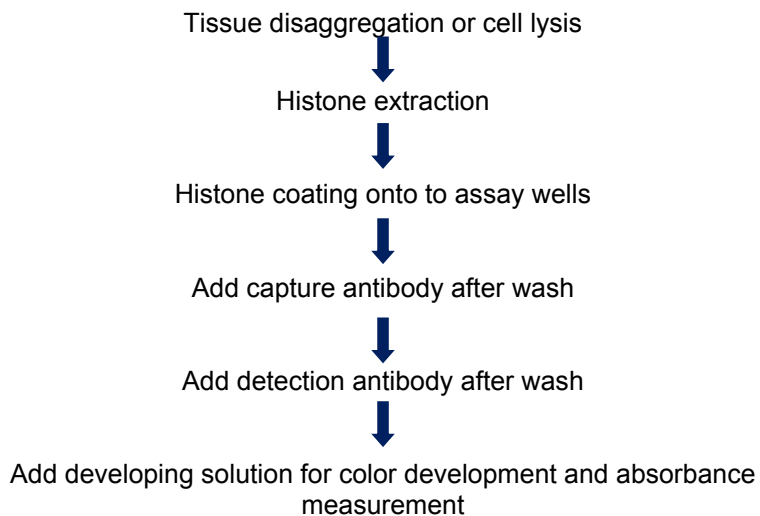 Tissue disaggregation or cell lysis
Histone extraction
Histone coating onto to assay wells
Add capture antibody after wash
Add detection antibody after wash
Add developing solution for color development and absorbance
measurement